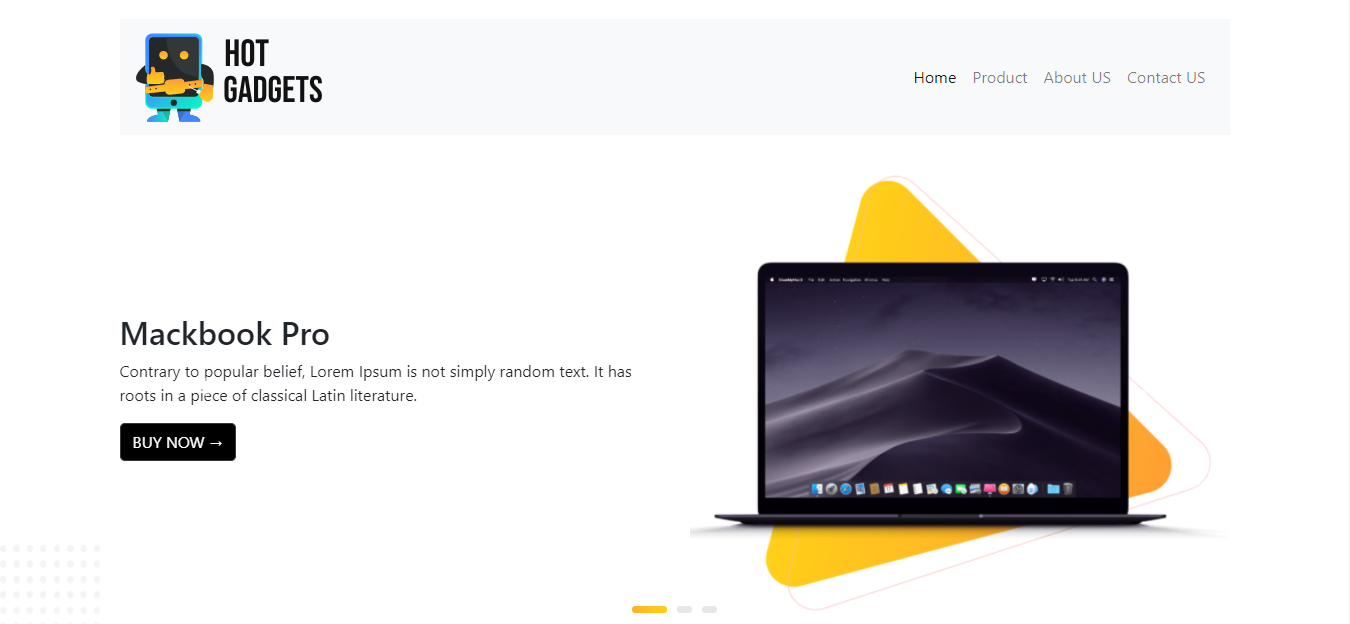 HOT
GADGETS
Home Product About US Contact US
Mackbook Pro
Contrary to popular belief, Lorem Ipsum is not simply random text. It has
roots in a piece of classical Latin literature.
BUY NOW →